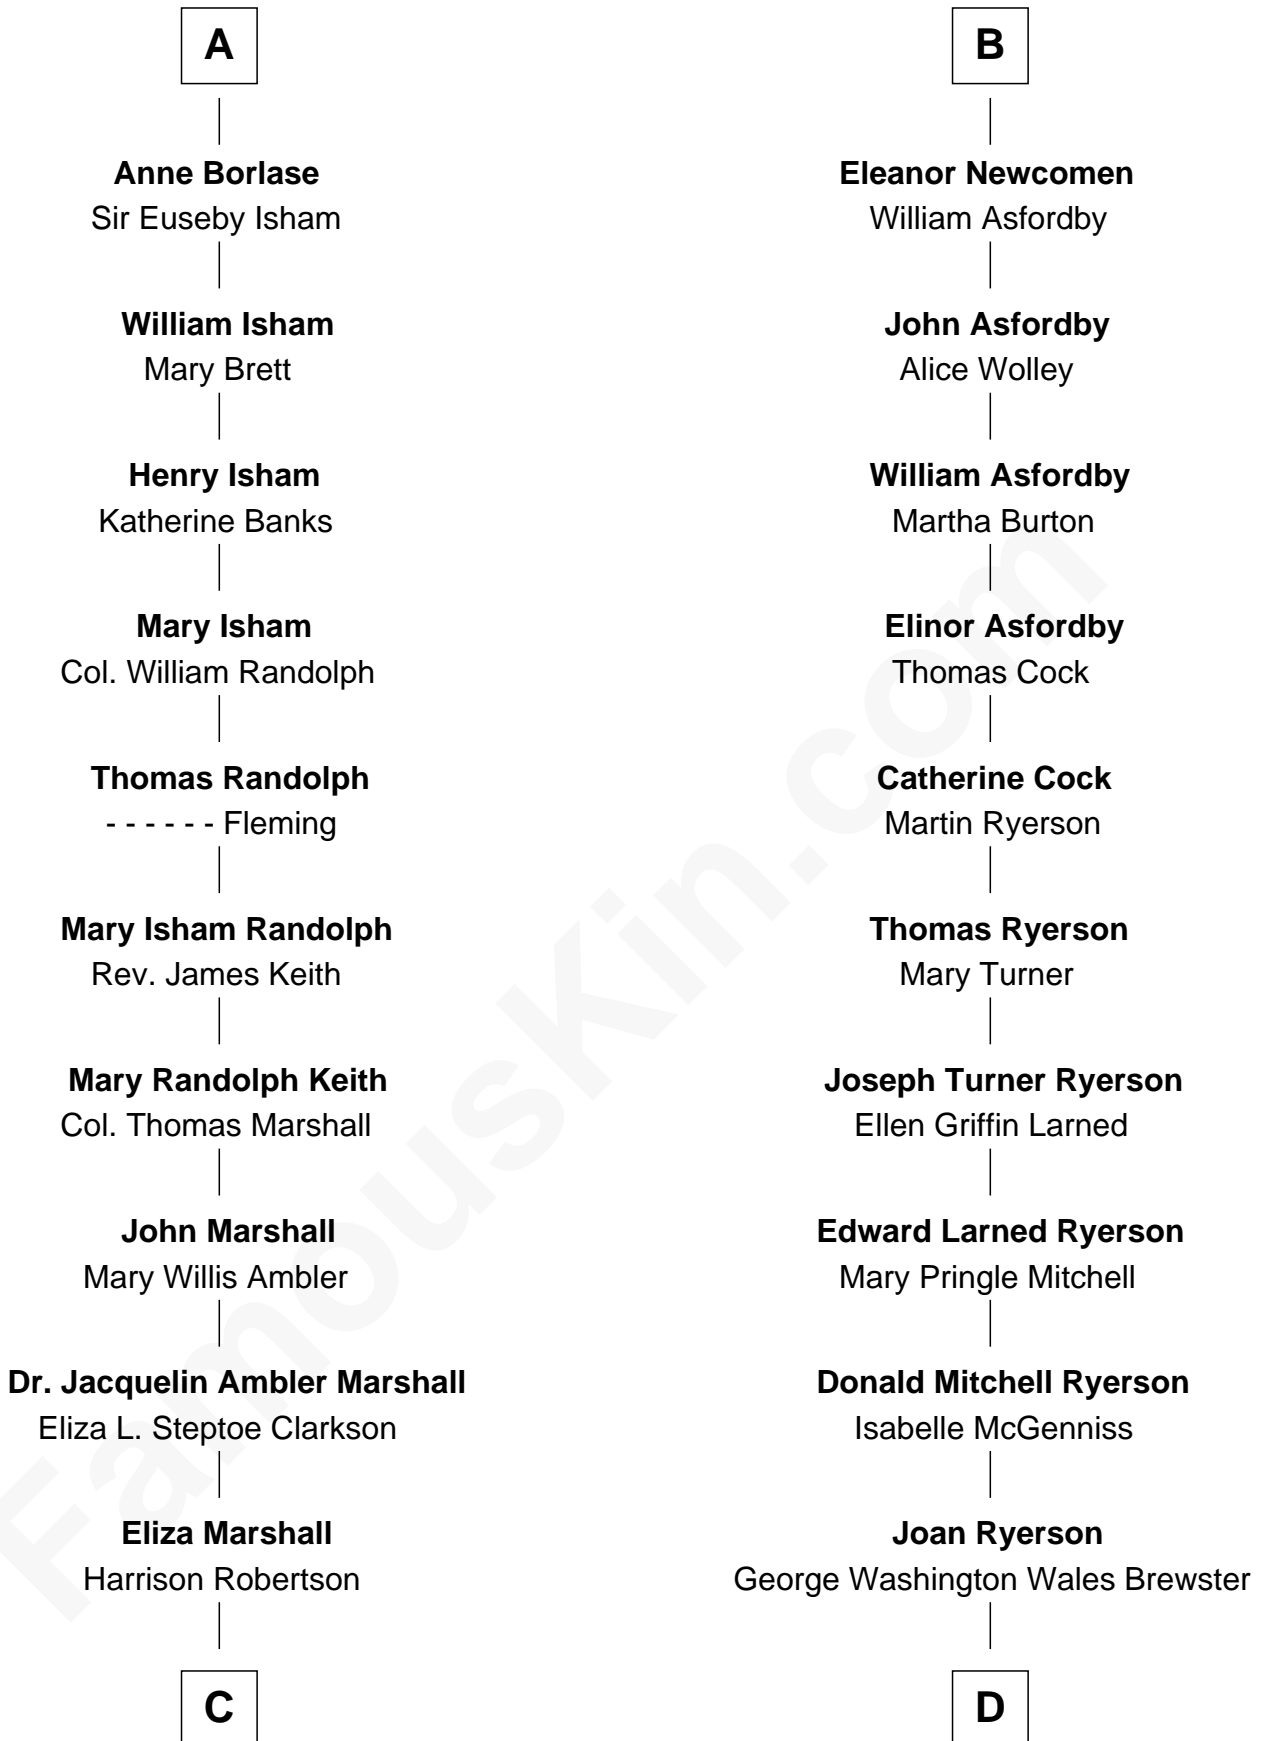 A
Anne Borlase
Sir Euseby Isham
William Isham
Mary Brett
Henry Isham
Katherine Banks
Mary Isham
Col. William Randolph
Thomas Randolph
- - - - - - Fleming
Mary Isham Randolph
Rev. James Keith
Mary Randolph Keith
Col. Thomas Marshall
John Marshall
Mary Willis Ambler
Dr. Jacquelin Ambler Marshall
Eliza L. Steptoe Clarkson
Eliza Marshall
Harrison Robertson
C
B
Eleanor Newcomen
William Asfordby
John Asfordby
Alice Wolley
William Asfordby
Martha Burton
Elinor Asfordby
Thomas Cock
Catherine Cock
Martin Ryerson
Thomas Ryerson
Mary Turner
Joseph Turner Ryerson
Ellen Griffin Larned
Edward Larned Ryerson
Mary Pringle Mitchell
Donald Mitchell Ryerson
Isabelle McGenniss
Joan Ryerson
George Washington Wales Brewster
D
FamousKin.com